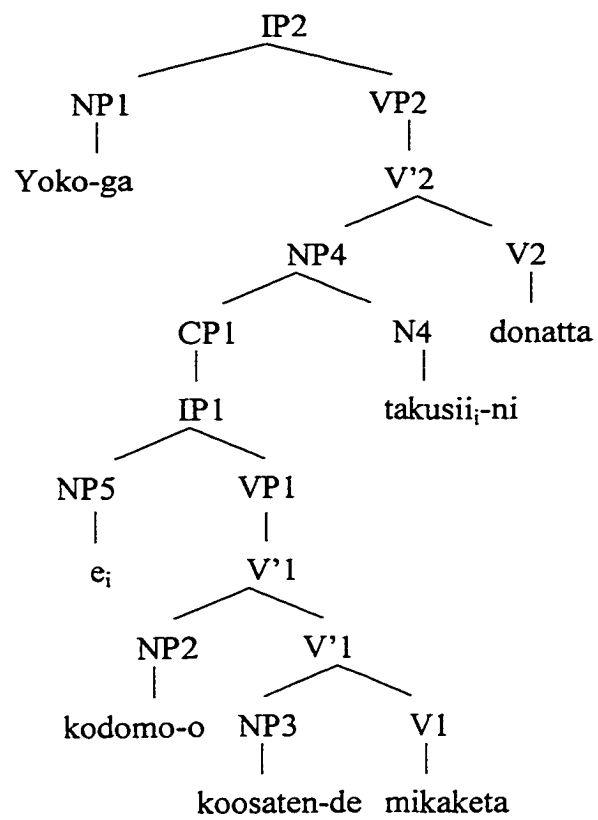 IP2
NP1 VP2
Yoko-ga V'2
NP4 V2
CP1 N4 donatta
IP1 takusiiᵢ-ni
NP5 VP1
eᵢ V'1
NP2 V'1
kodomo-o NP3 V1
koosaten-de mikaketa